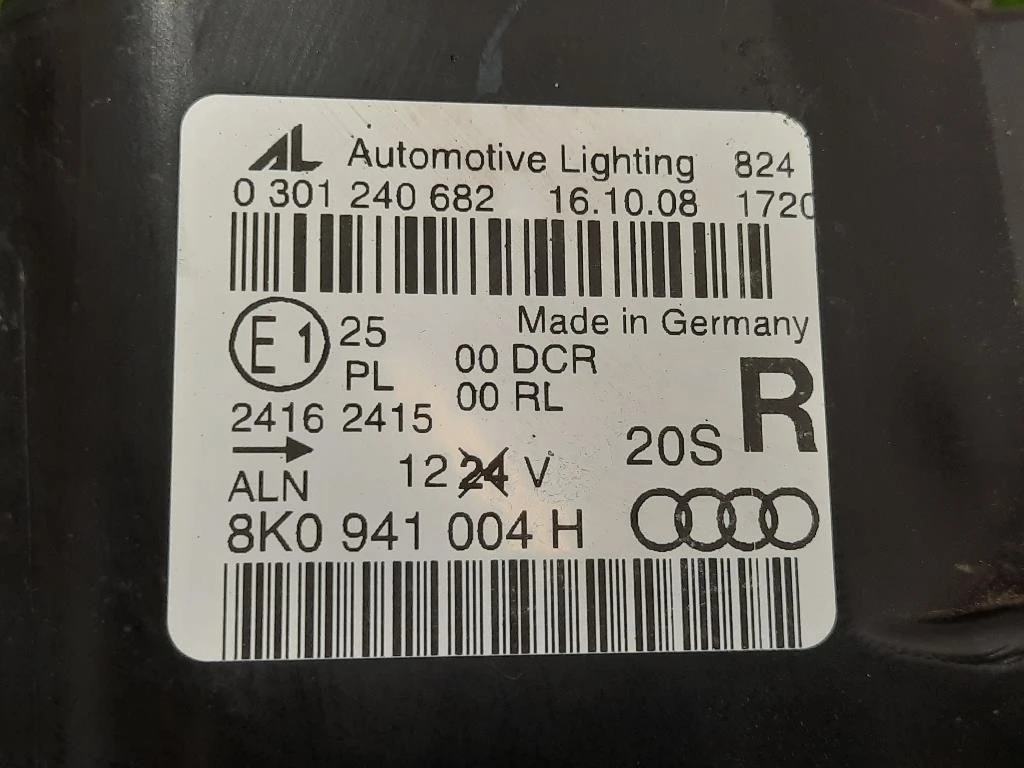 AL Automotive Lighting 824
0 301 240 682 16.10.08 1720
Made in Germany
E1 25 00 DCR
PL 00 RL
R
2416 2415
20S
12 24 V
ALN
8K0 941 004 H